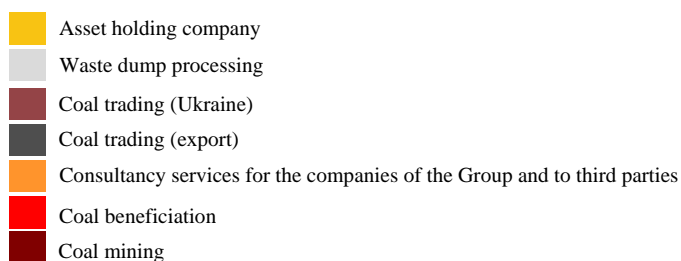 Asset holding company
Waste dump processing
Coal trading (Ukraine)
Coal trading (export)
Consultancy services for the companies of the Group and to third parties
Coal beneficiation
Coal mining